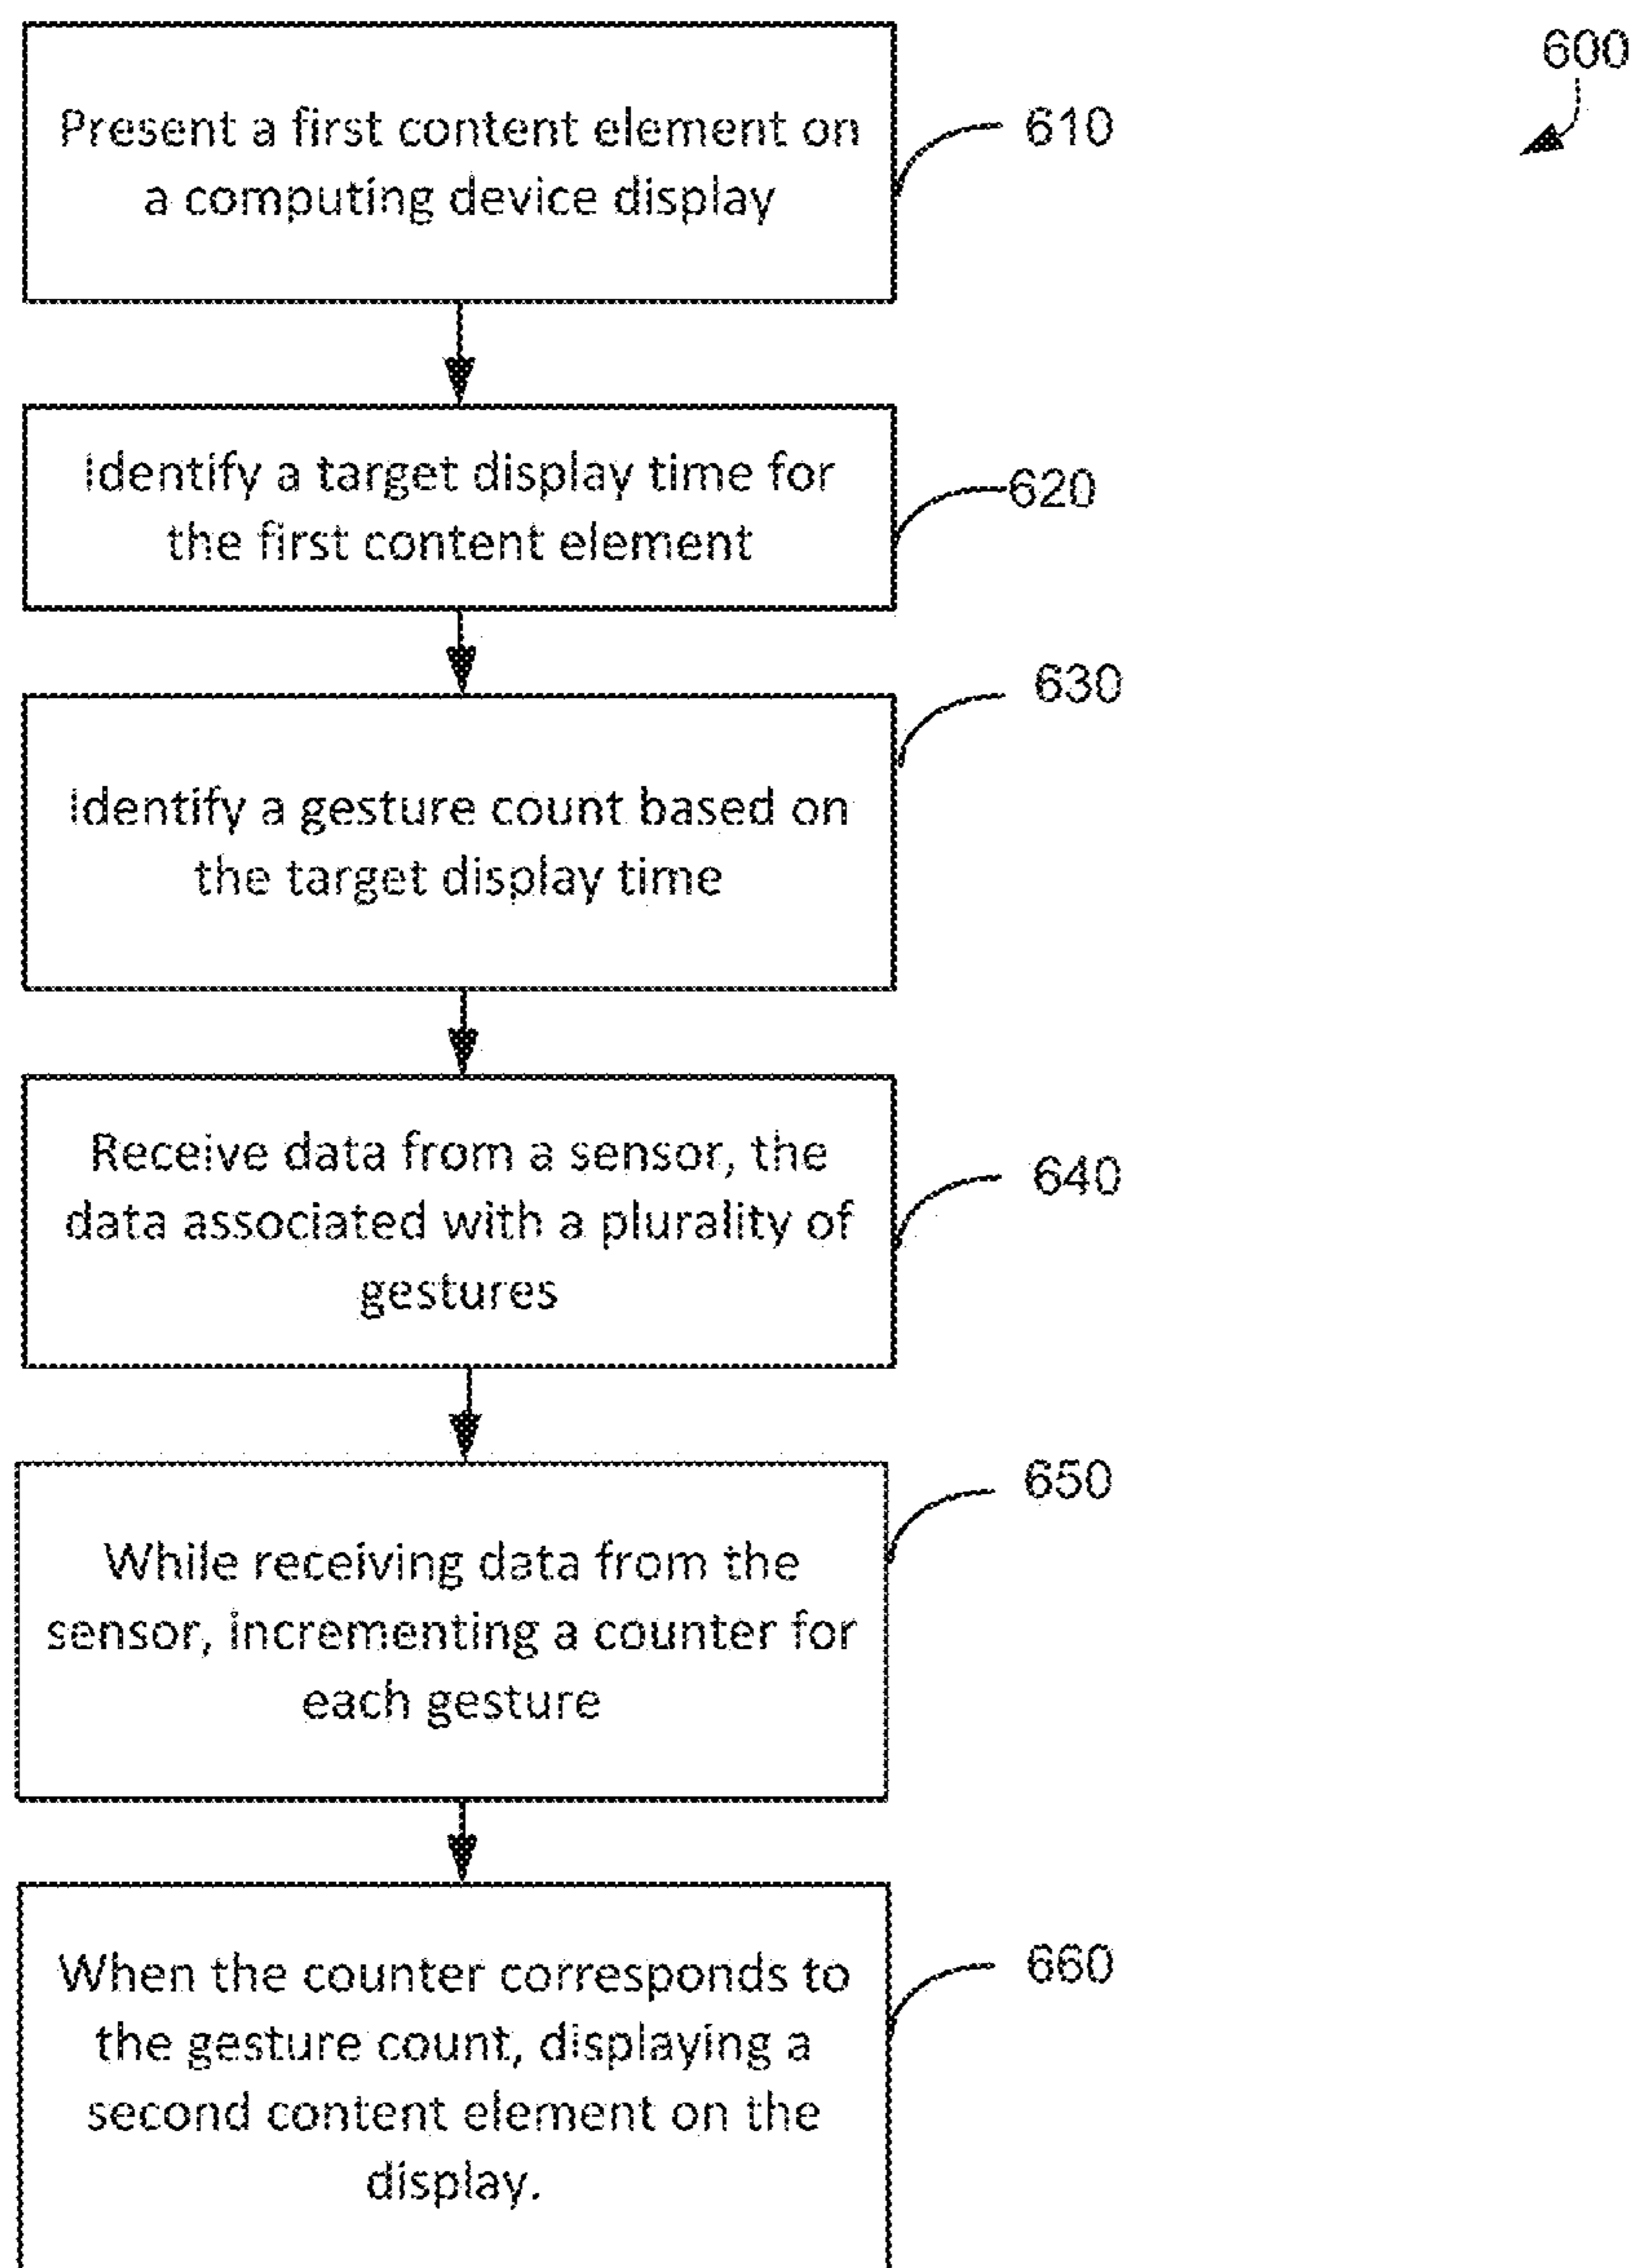 600
Present a first content element on
a computing device display
610
Identify a target display time for
the first content element
620
630
Identify a gesture count based on
the target display time
Receive data from a sensor, the
data associated with a plurality of
gestures
640
650
While receiving data from the
sensor, incrementing a counter for
each gesture
When the counter corresponds to
the gesture count, displaying a
second content element on the
display.
660